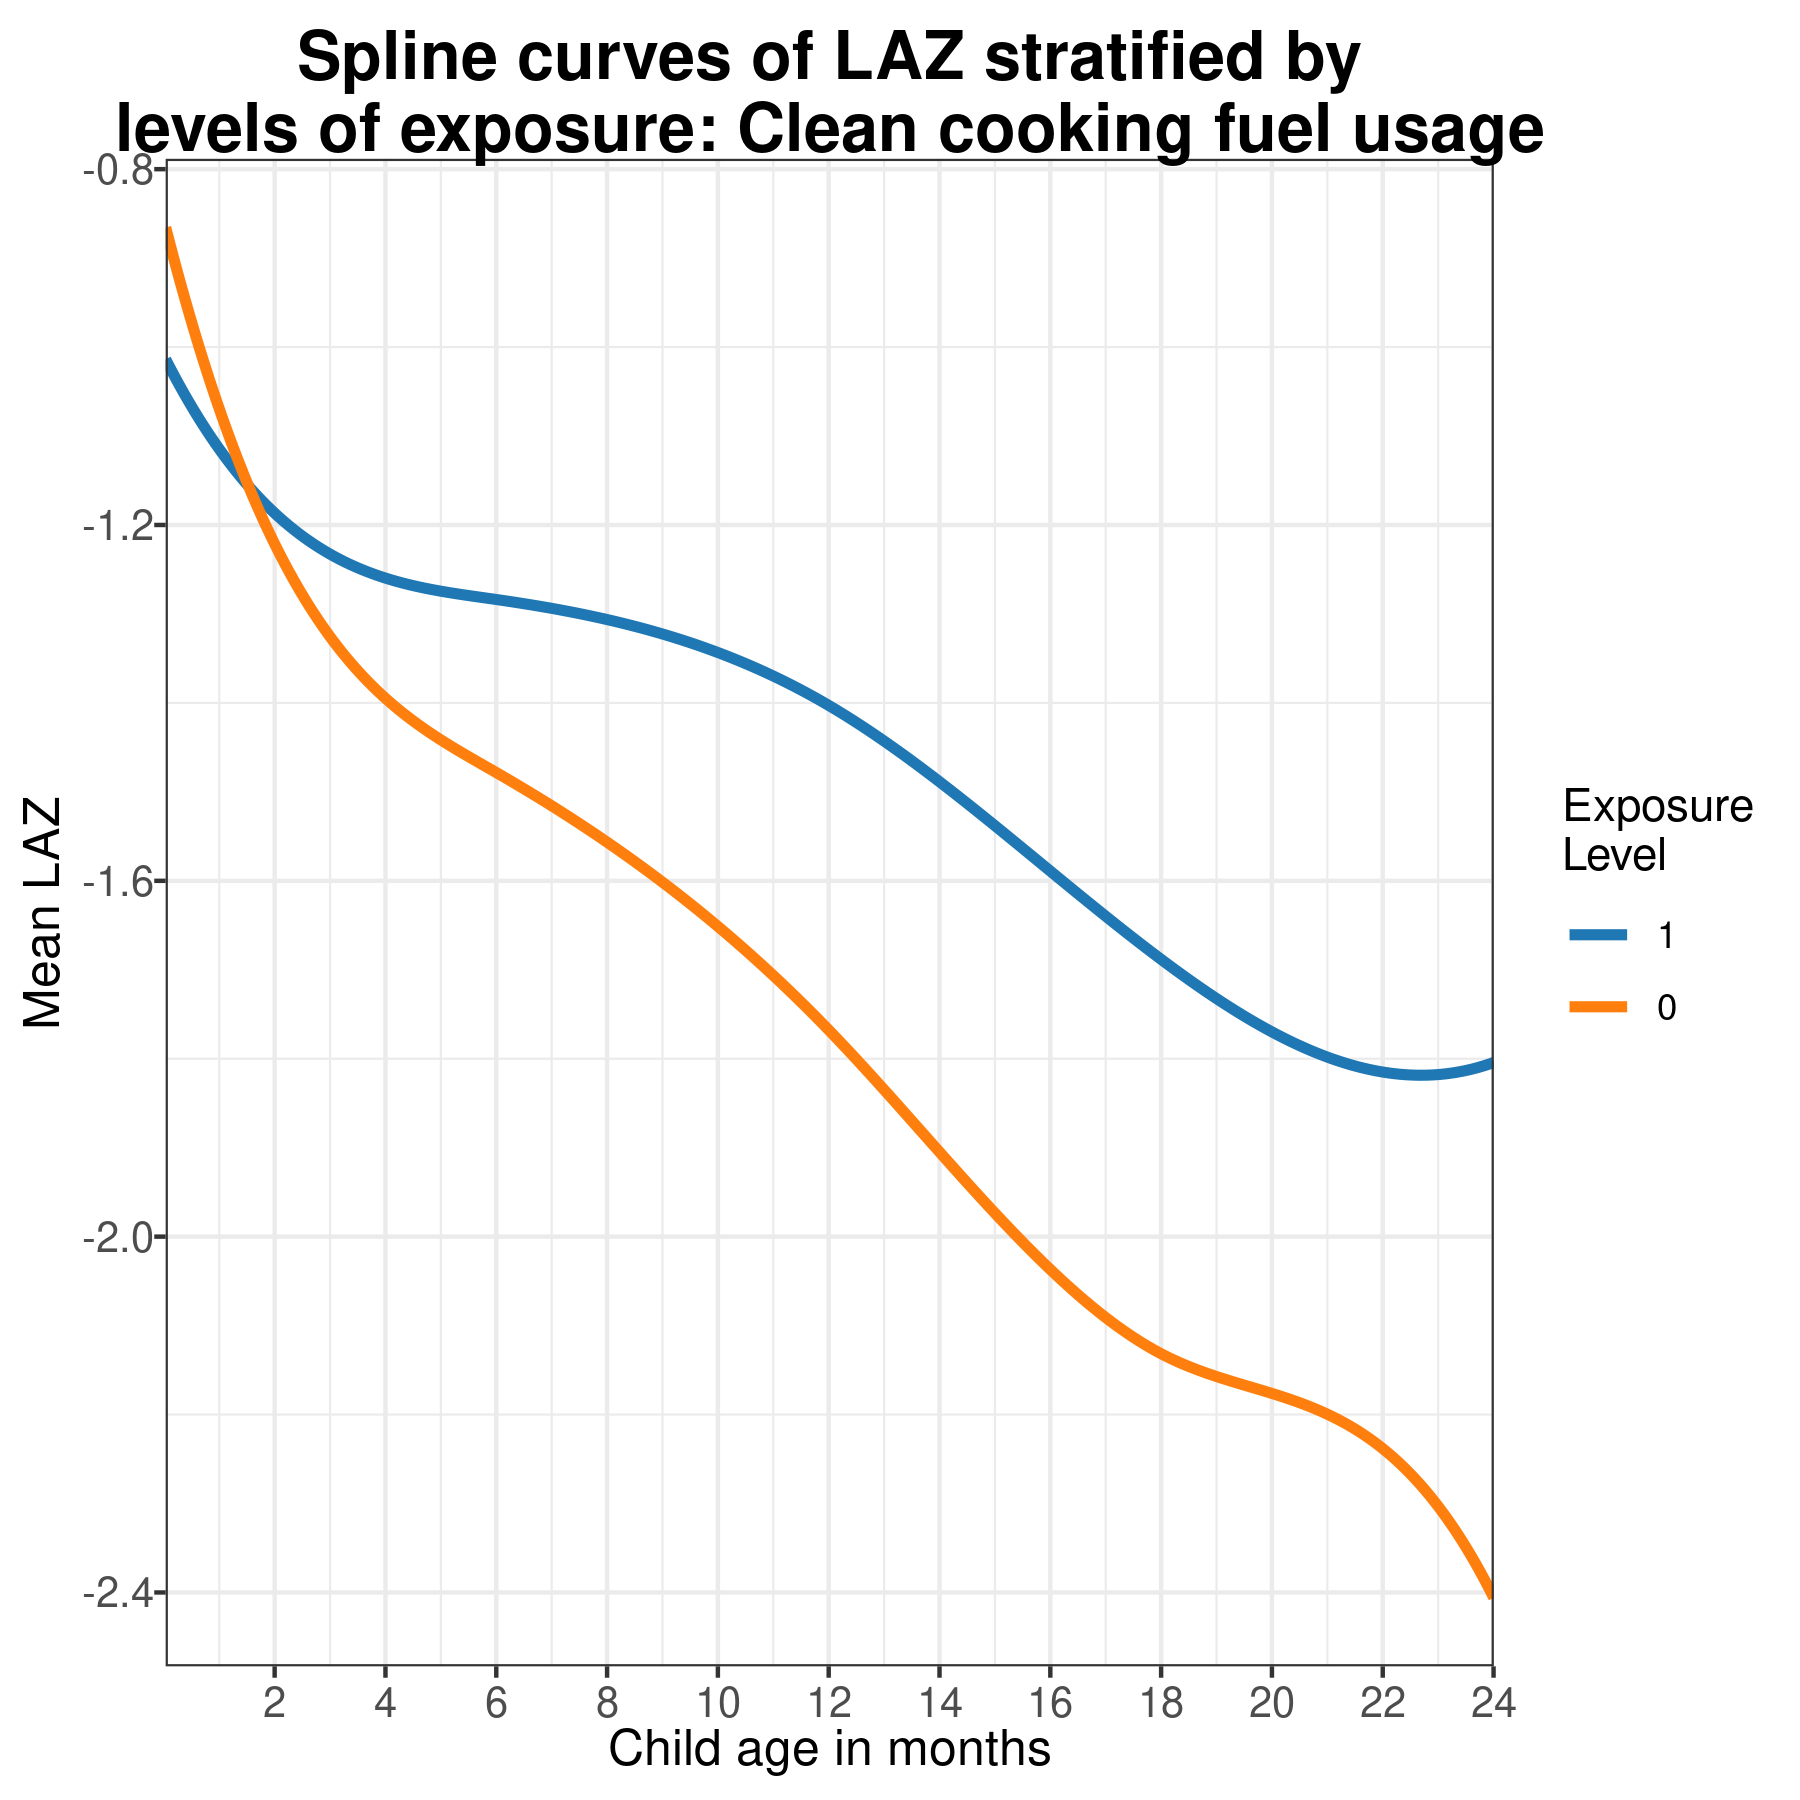 Spline curves of LAZ stratified by
levels of exposure: Clean cooking fuel usage
-0.8
-1.2
-1.6
-2.0
-2.4
Mean LAZ
2 4 6 8 10 12 14 16 18 20 22 24
Child age in months
Exposure
Level
1
0